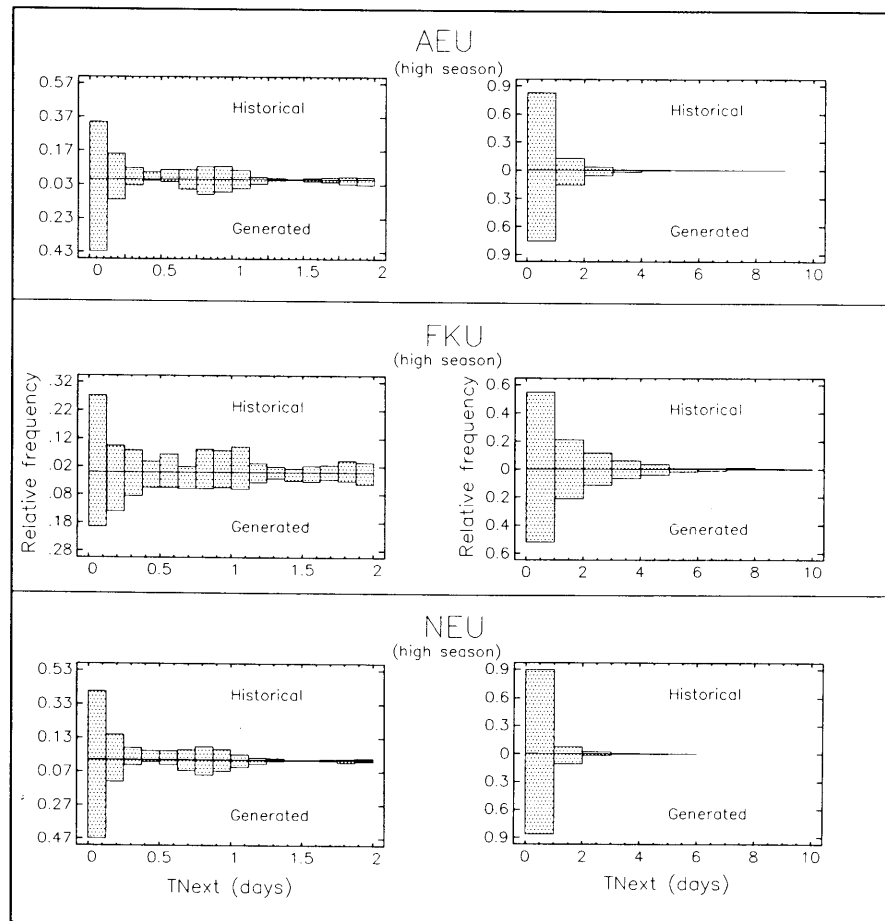 AEU
(high season)
0.57
0.37
0.17
0.03
0.23
0.43
Historical
Generated
0 0.5 1 1.5 2
0.9
0.6
0.3
0
0.3
0.6
0.9
Historical
Generated
0 2 4 6 8 10
FKU
(high season)
Relative frequency
.32
.22
.12
.02
.08
.18
.28
Historical
Generated
0 0.5 1 1.5 2
Relative frequency
0.6
0.4
0.2
0
0.2
0.4
0.6
Historical
Generated
0 2 4 6 8 10
NEU
(high season)
0.53
0.33
0.13
0.07
0.27
0.47
Historical
Generated
0 0.5 1 1.5 2
TNext (days)
0.9
0.6
0.3
0
0.3
0.6
0.9
Historical
Generated
0 2 4 6 8 10
TNext (days)